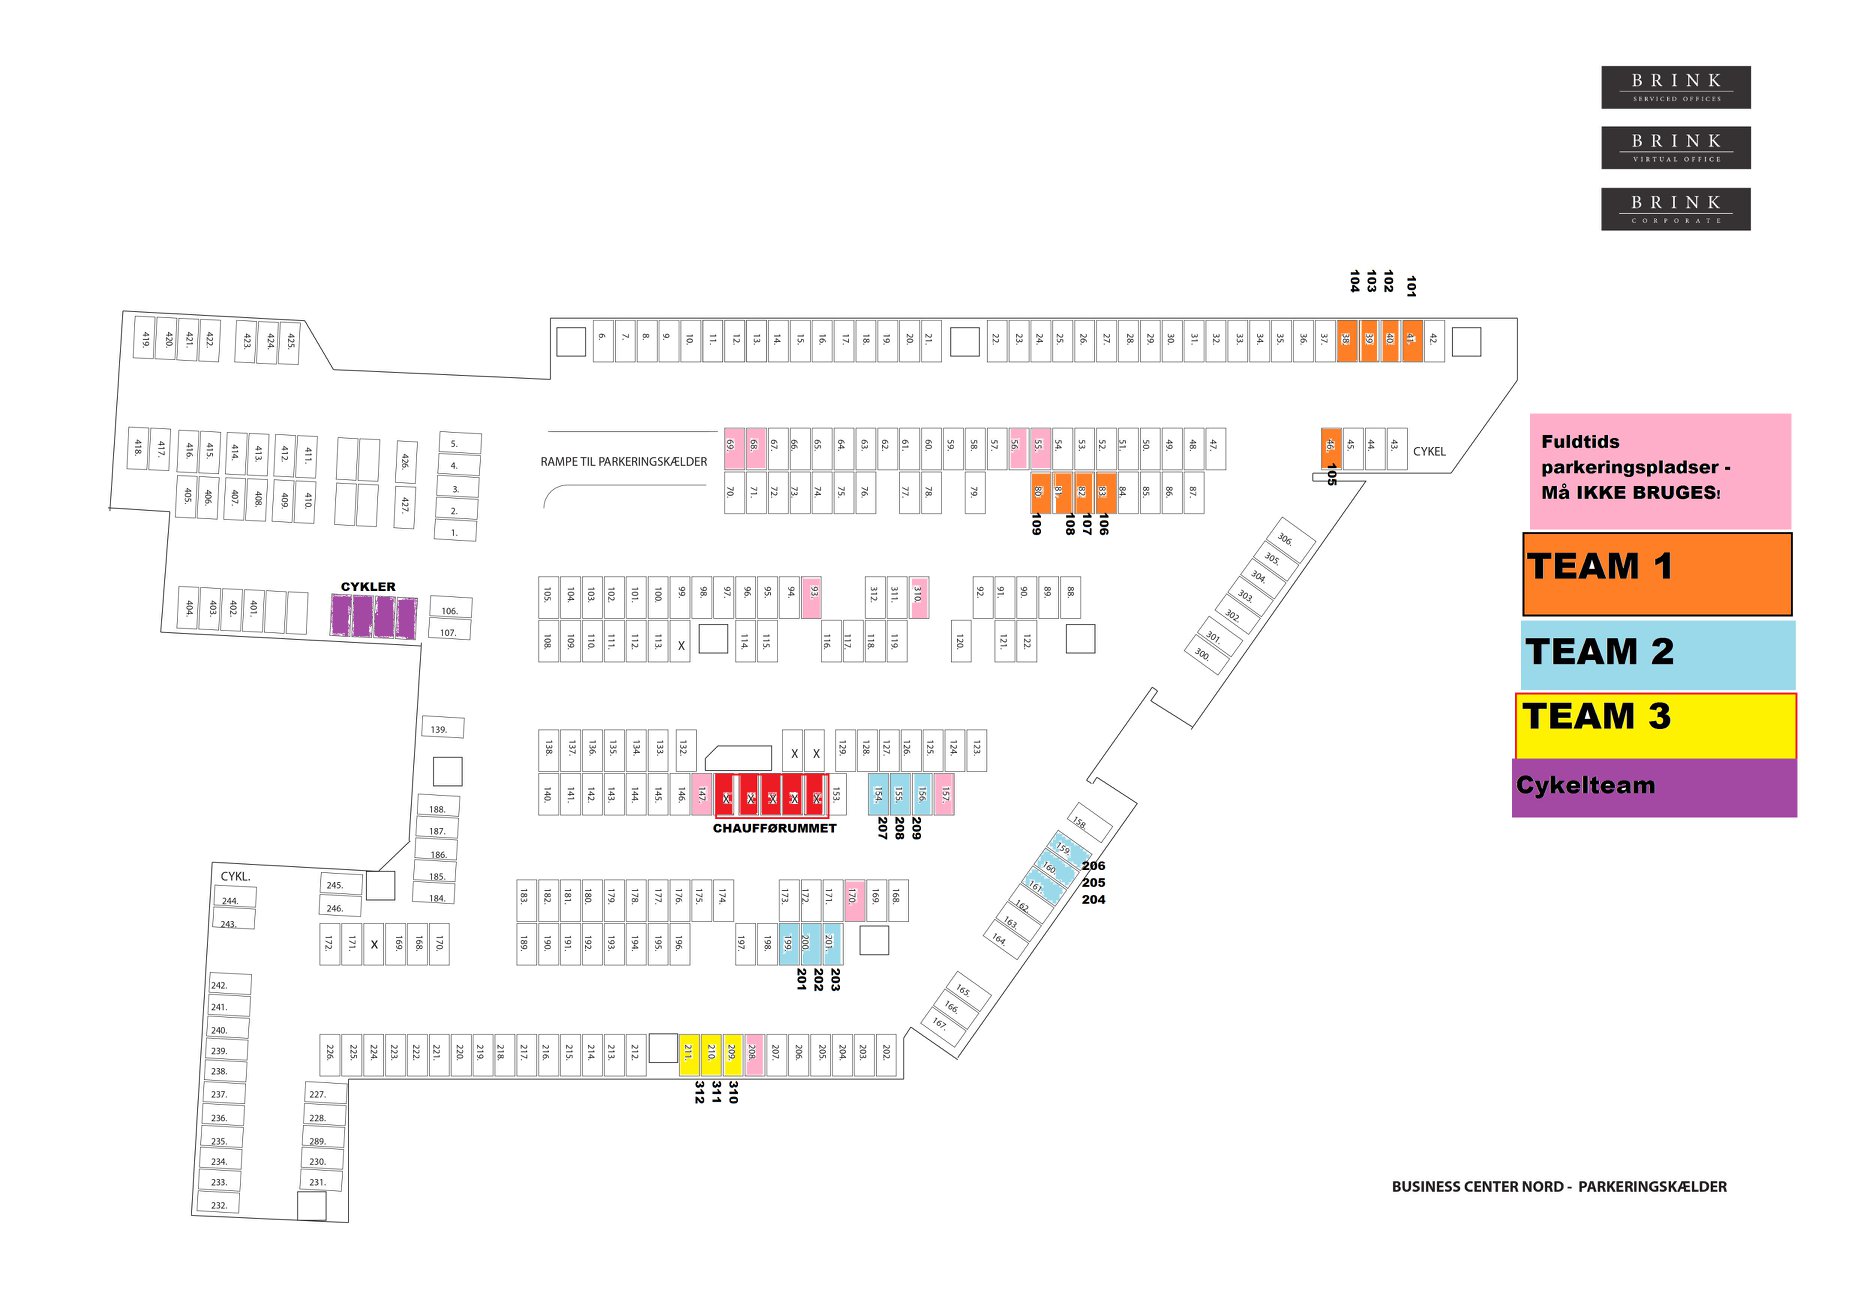 BRINK
SERVICED OFFICES
BRINK
VIRTUAL OFFICE
BRINK
CORPORATE
104 103 102 101
419. 420. 421. 422. 423. 424. 425.
6. 7. 8. 9. 10. 11. 12. 13. 14. 15. 16. 17. 18. 19. 20. 21. 22. 23. 24. 25. 26. 27. 28. 29. 30. 31. 32. 33. 34. 35. 36. 37. 38. 39. 40. 41. 42.
418. 417. 416. 415. 414. 413. 412. 411. 426.
5.
4.
3.
2.
1.
405. 406. 407. 408. 409. 410. 427.
RAMPE TIL PARKERINGSKÆLDER
69. 68. 67. 66. 65. 64. 63. 62. 61. 60. 59. 58. 57. 56. 55. 54. 53. 52. 51. 50. 49. 48. 47.
46. 45. 44. 43. CYKEL
105
70. 71. 72. 73. 74. 75. 76. 77. 78. 79. 80. 81. 82. 83. 84. 85. 86. 87.
109 108 107 106
Fuldtids
parkeringspladser -
Må IKKE BRUGES!
TEAM 1
TEAM 2
TEAM 3
Cykelteam
306.
305.
304.
303.
302.
301.
300.
CYKLER
404. 403. 402. 401.
106.
107.
105. 104. 103. 102. 101. 100. 99. 98. 97. 96. 95. 94. 93. 312. 311. 310. 92. 91. 90. 89. 88.
108. 109. 110. 111. 112. 113. X 114. 115. 116. 117. 118. 119. 120. 121. 122.
139.
138. 137. 136. 135. 134. 133. 132. X X 129. 128. 127. 126. 125. 124. 123.
140. 141. 142. 143. 144. 145. 146. 147. X X X X X 153. 154. 155. 156. 157.
CHAUFFØRUMMET
207 208 209
188.
187.
186.
185.
184.
158.
159.
160.
161.
162.
163.
164.
206
205
204
165.
166.
167.
CYKL.
244.
243.
245.
246.
183. 182. 181. 180. 179. 178. 177. 176. 175. 174. 173. 172. 171. 170. 169. 168.
172. 171. X 169. 168. 170.
189. 190. 191. 192. 193. 194. 195. 196. 197. 198. 199. 200. 201.
201 202 203
242.
241.
240.
239.
238.
237.
236.
235.
234.
233.
232.
226. 225. 224. 223. 222. 221. 220. 219. 218. 217. 216. 215. 214. 213. 212. 211. 210. 209. 208. 207. 206. 205. 204. 203. 202.
312 311 310
227.
228.
289.
230.
231.
BUSINESS CENTER NORD - PARKERINGSKÆLDER